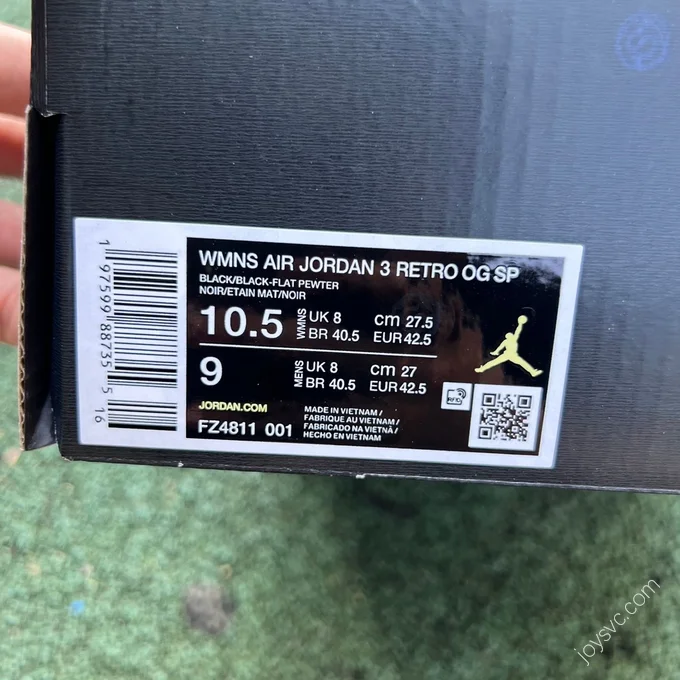 WMNS AIR JORDAN 3 RETRO OG SP
BLACK/BLACK-FLAT PEWTER
NOIR/ETAIN MAT/NOIR
10.5 WMNS UK 8 cm 27.5
BR 40.5 EUR 42.5
9 MENS UK 8 cm 27
BR 40.5 EUR 42.5
JORDAN.COM
FZ4811 001
MADE IN VIETNAM/
FABRIQUE AU VIETNAM/
FABRICADO NA VIETNÃ/
HECHO EN VIETNAM
RFID
1 97599 88735 5 16
joysvc.com